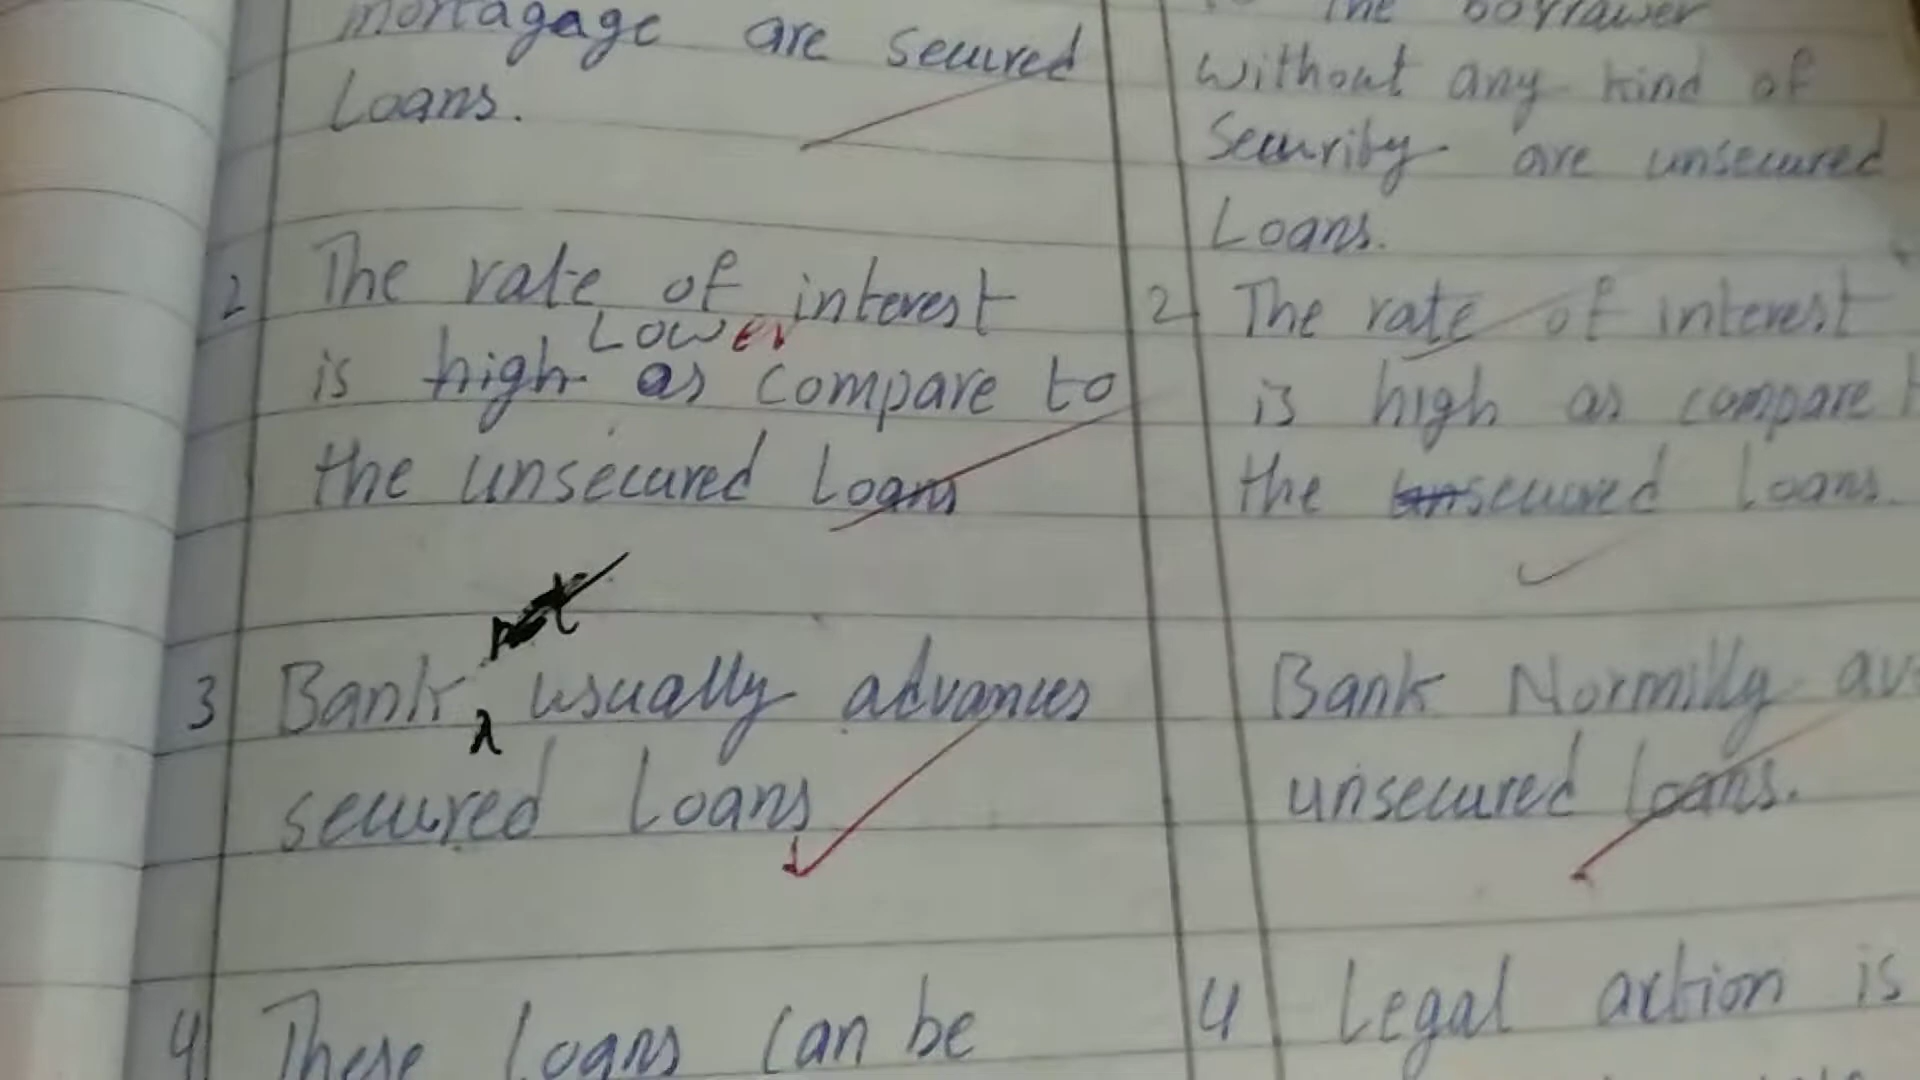 mortagage are secured
Loans.
2 The rate of interest
Lower
is high as compare to
the unsecured Loans
not
3 Bank usually advances
secured Loans
4 These loans can be
the borrawer
without any kind of
Security are unsecured
Loans.
2 The rate of interest
is high as compare
the unsecured loans.
Bank Normilly
unsecured loans.
4 Legal action is